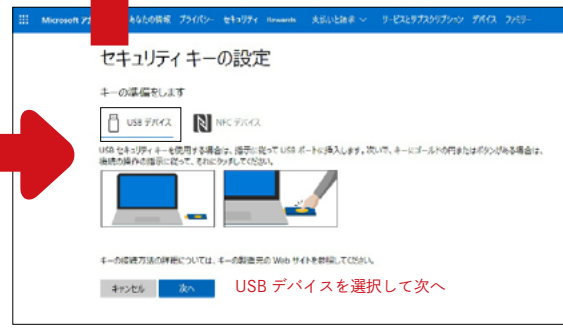 Microsoft ア あなたの情報 プライバシー セキュリティ Rewards お支払いと請求 サービスとサブスクリプション デバイス ファミリー
セキュリティ キーの設定
キーの準備をします
USB デバイス NFC デバイス
USB セキュリティ キーを使用する場合は、指示に従って USB ポートに挿入します。次いで、キーにゴールドの円またはボタンがある場合は、
後続の操作の指示に従って、それにタッチしてください。
キーの接続方法の詳細については、キーの製造元の Web サイトを参照してください。
キャンセル 次へ USB デバイスを選択して次へ